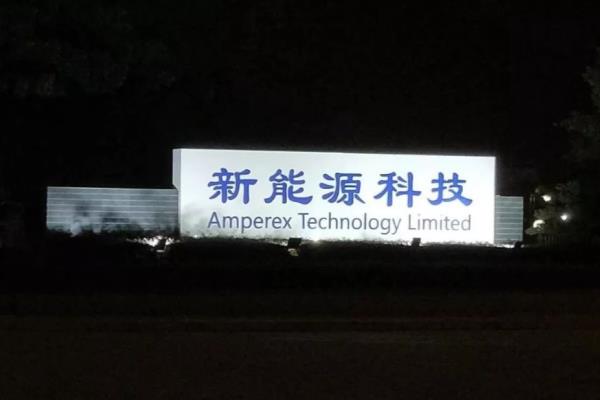 新能源科技
Amperex Technology Limited